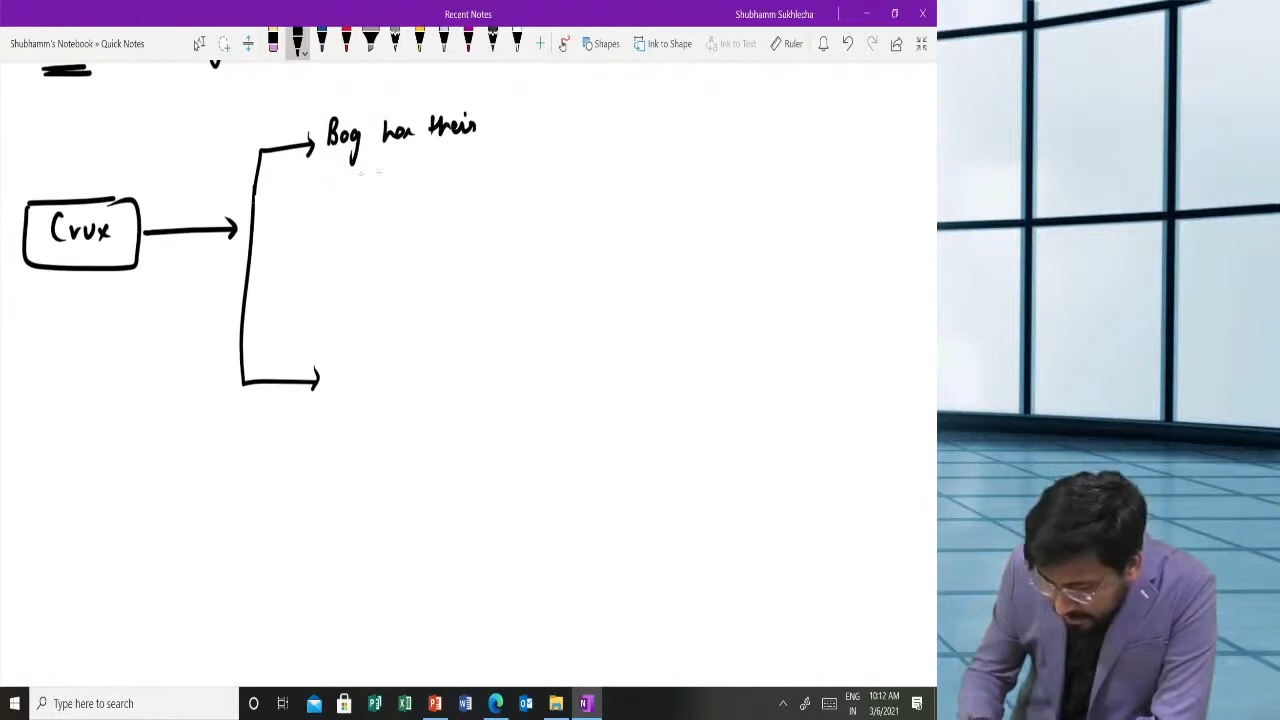 Recent Notes
Shubhamm Sukhlecha
Shubhamm's Notebook » Quick Notes
Shapes
Ink to Shape
Ink to Text
Ruler
Bog has their
Crux
Type here to search
ENG
IN
10:12 AM
3/6/2021